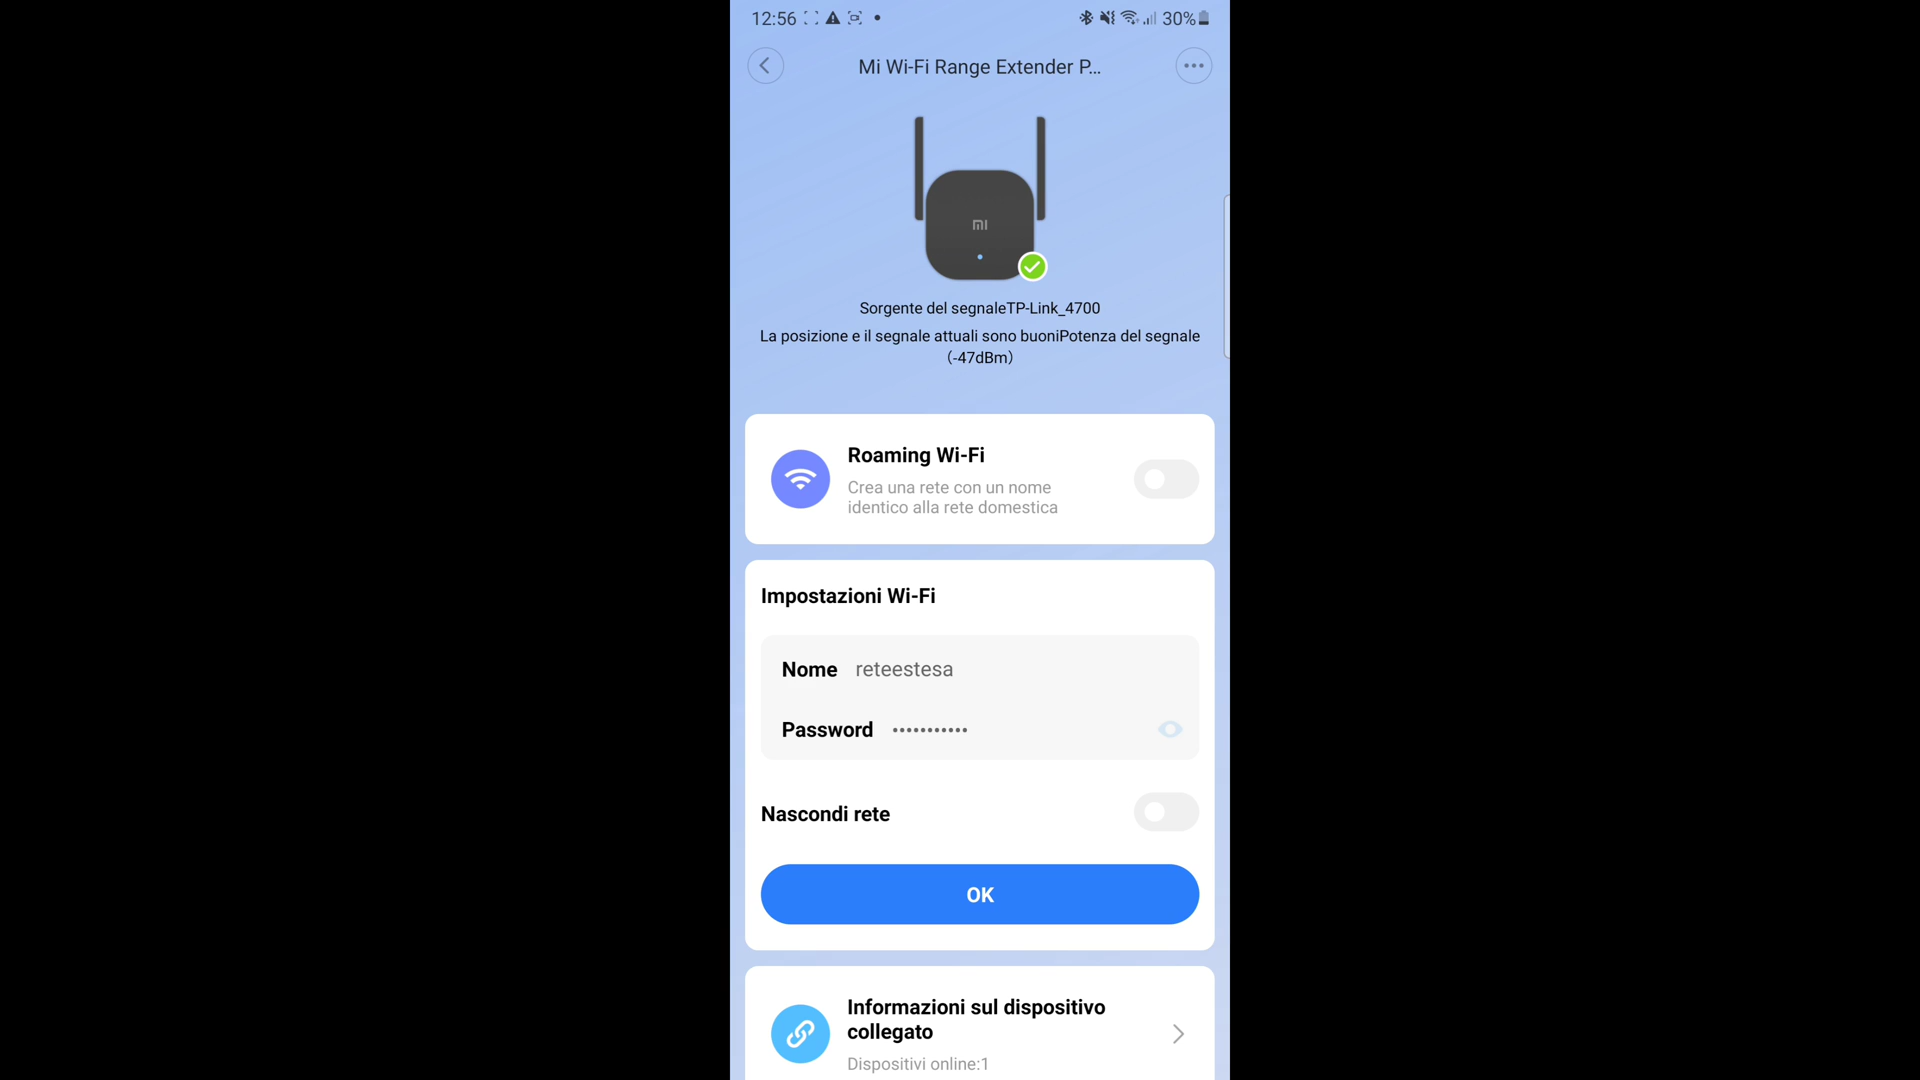 12:56 30%
Mi Wi-Fi Range Extender P...
mi
Sorgente del segnaleTP-Link_4700
La posizione e il segnale attuali sono buoniPotenza del segnale
(-47dBm)
Roaming Wi-Fi
Crea una rete con un nome
identico alla rete domestica
Impostazioni Wi-Fi
Nome reteestesa
Password •••••••••••
Nascondi rete
OK
Informazioni sul dispositivo
collegato
Dispositivi online:1